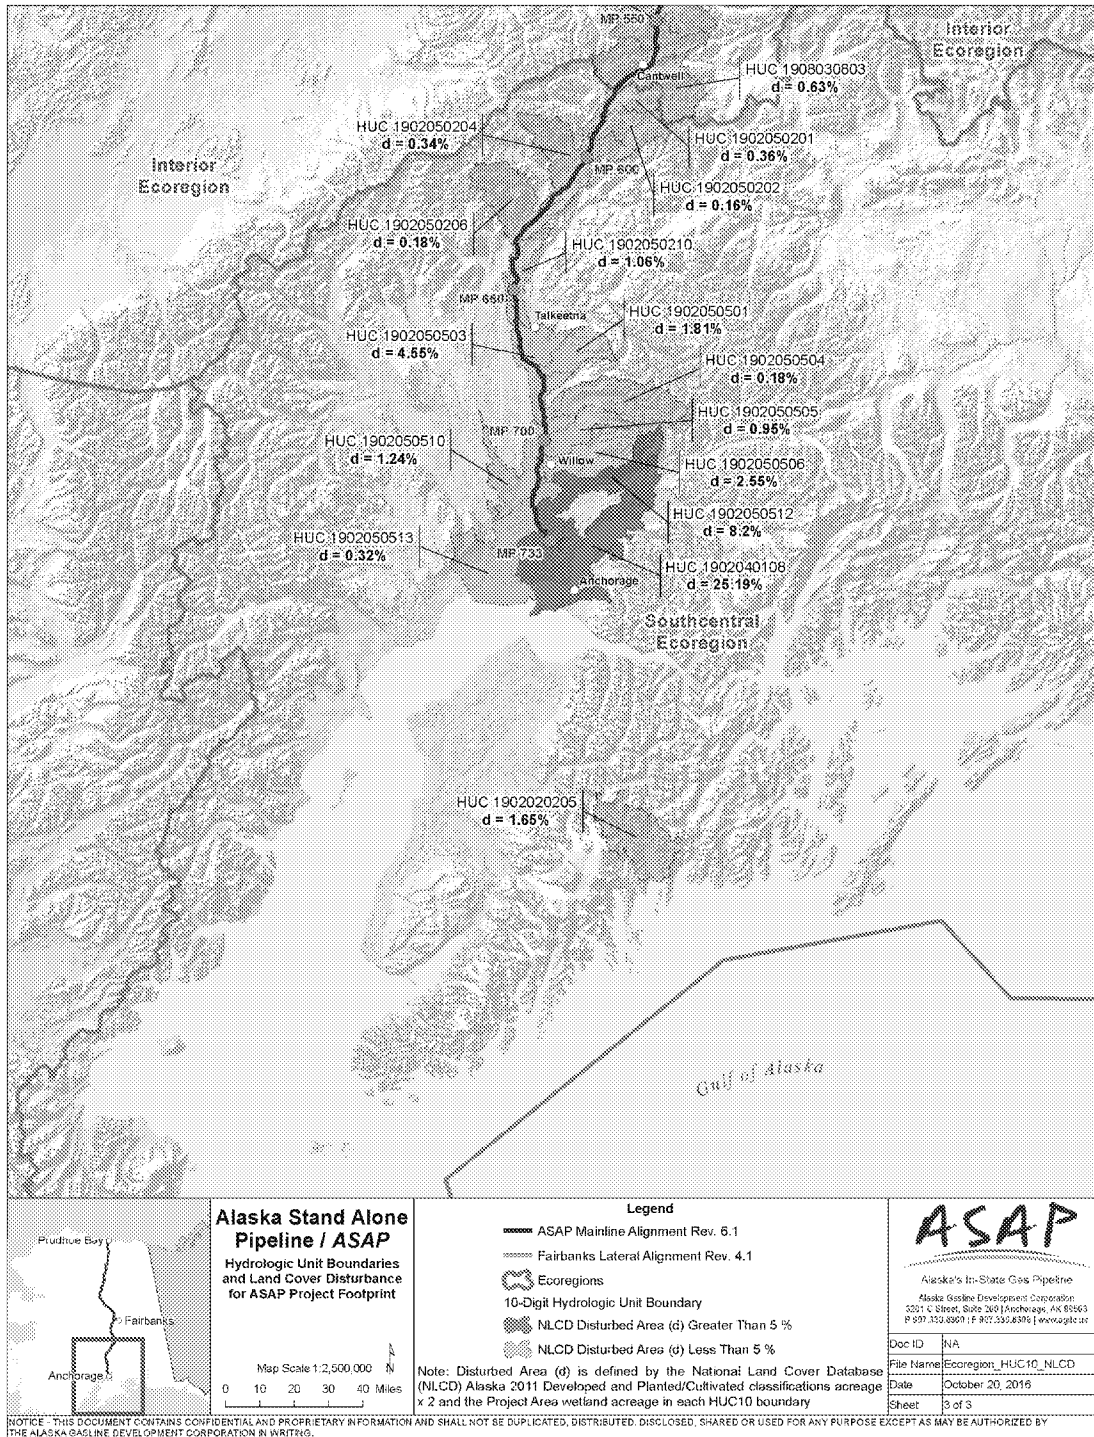 MP 550
Interior
Ecoregion
Cantwell
HUC 1908030803
d = 0.63%
HUC 1902050204
d = 0.34%
HUC 1902050201
d = 0.36%
Interior
Ecoregion
MP 600
HUC 1902050202
d = 0.16%
HUC 1902050206
d = 0.18%
HUC 1902050210
d = 1.06%
MP 650
Talkeetna
HUC 1902050501
d = 1.81%
HUC 1902050503
d = 4.55%
HUC 1902050504
d = 0.18%
HUC 1902050505
d = 0.95%
MP 700
HUC 1902050510
d = 1.24%
Willow
HUC 1902050506
d = 2.55%
HUC 1902050512
d = 8.2%
HUC 1902050513
d = 0.32%
MP 733
HUC 1902040108
d = 25.19%
Anchorage
Southcentral
Ecoregion
HUC 1902020205
d = 1.65%
Gulf of Alaska
Prudhoe Bay
Fairbanks
Anchorage
Alaska Stand Alone
Pipeline / ASAP
Hydrologic Unit Boundaries
and Land Cover Disturbance
for ASAP Project Footprint
Map Scale 1:2,500,000
N
0 10 20 30 40 Miles
Legend
ASAP Mainline Alignment Rev. 6.1
Fairbanks Lateral Alignment Rev. 4.1
Ecoregions
10-Digit Hydrologic Unit Boundary
NLCD Disturbed Area (d) Greater Than 5 %
NLCD Disturbed Area (d) Less Than 5 %
Note: Disturbed Area (d) is defined by the National Land Cover Database
(NLCD) Alaska 2011 Developed and Planted/Cultivated classifications acreage
x 2 and the Project Area wetland acreage in each HUC10 boundary
ASAP
Alaska's In-State Gas Pipeline
Alaska Gasline Development Corporation
3201 C Street, Suite 200 | Anchorage, AK 99503
Doc ID NA
File Name Ecoregion_HUC10_NLCD
Date October 20, 2016
Sheet 3 of 3
NOTICE - THIS DOCUMENT CONTAINS CONFIDENTIAL AND PROPRIETARY INFORMATION AND SHALL NOT BE DUPLICATED, DISTRIBUTED, DISCLOSED, SHARED OR USED FOR ANY PURPOSE EXCEPT AS MAY BE AUTHORIZED BY
THE ALASKA GASLINE DEVELOPMENT CORPORATION IN WRITING.